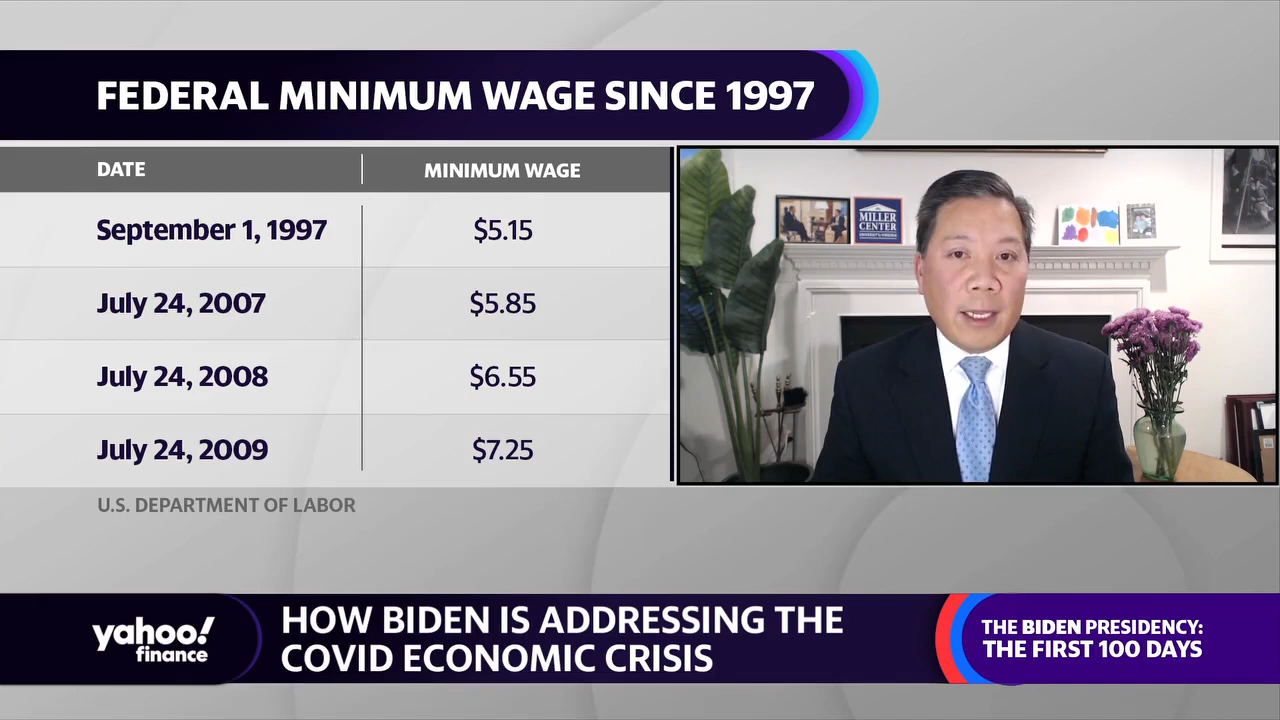 FEDERAL MINIMUM WAGE SINCE 1997
DATE MINIMUM WAGE
September 1, 1997 $5.15
July 24, 2007 $5.85
July 24, 2008 $6.55
July 24, 2009 $7.25
U.S. DEPARTMENT OF LABOR
MILLER
CENTER
yahoo!
finance
HOW BIDEN IS ADDRESSING THE
COVID ECONOMIC CRISIS
THE BIDEN PRESIDENCY:
THE FIRST 100 DAYS